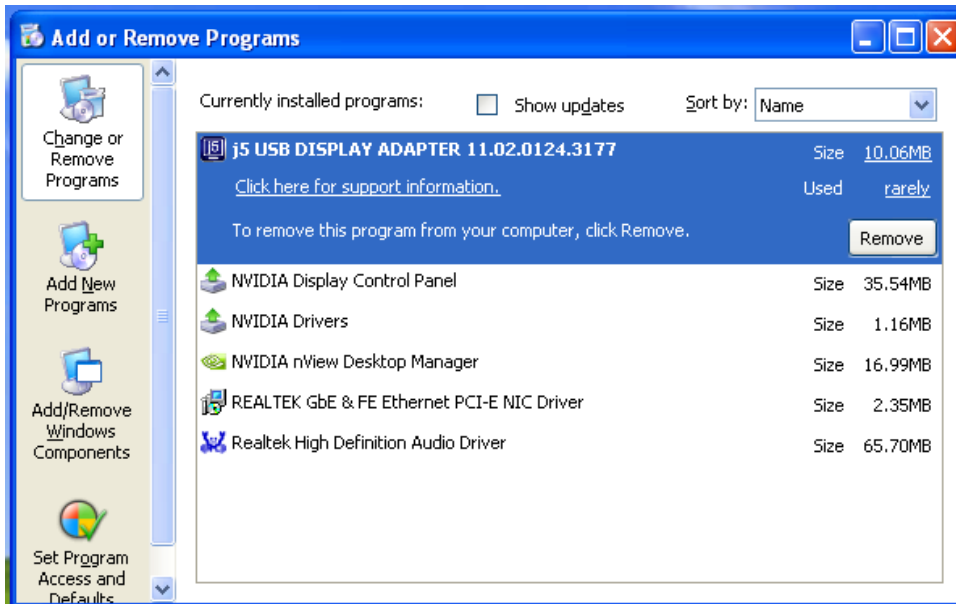 Add or Remove Programs
Change or
Remove
Programs
Add New
Programs
Add/Remove
Windows
Components
Set Program
Access and
Defaults
Currently installed programs: Show updates Sort by: Name
j5 USB DISPLAY ADAPTER 11.02.0124.3177 Size 10.06MB
Click here for support information. Used rarely
To remove this program from your computer, click Remove. Remove
NVIDIA Display Control Panel Size 35.54MB
NVIDIA Drivers Size 1.16MB
NVIDIA nView Desktop Manager Size 16.99MB
REALTEK GbE & FE Ethernet PCI-E NIC Driver Size 2.35MB
Realtek High Definition Audio Driver Size 65.70MB